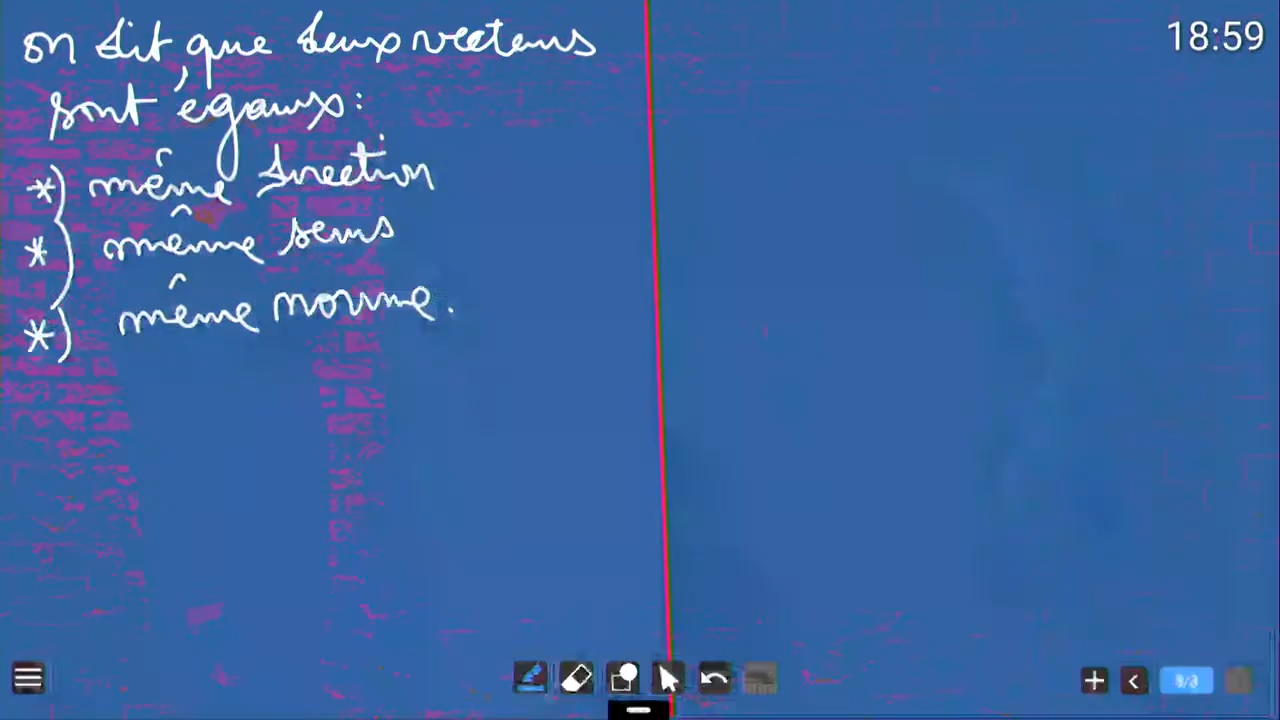 on dit que deux vecteurs
sont égaux:
*) même direction
*) même sens
*) même norme.
18:59